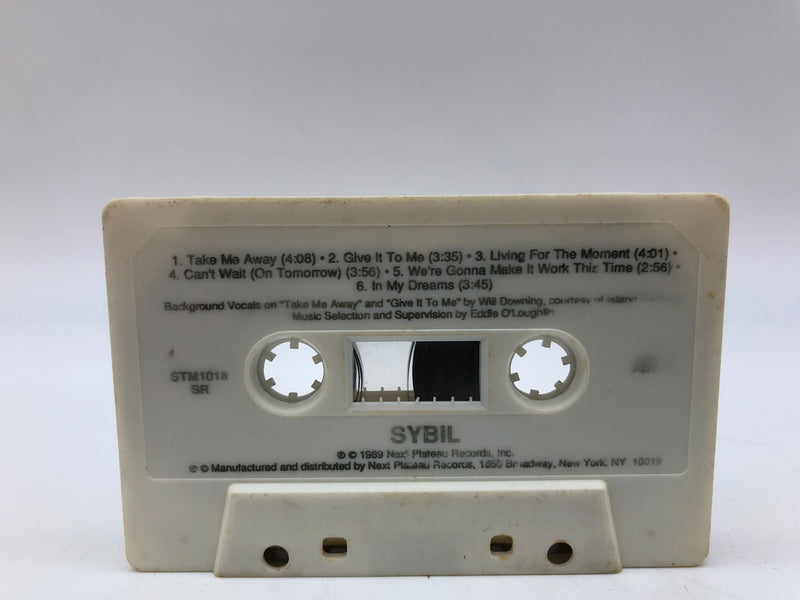 1. Take Me Away (4:08) • 2. Give It To Me (3:35) • 3. Living For The Moment (4:01) •
4. Can't Wait (On Tomorrow) (3:56) • 5. We're Gonna Make It Work This Time (2:56) •
6. In My Dreams (3:45)
Background Vocals on "Take Me Away" and "Give It To Me" by Will Downing, courtesy of Island
Music Selection and Supervision by Eddie O'Loughlin
STM1018
SR
SYBIL
℗ © 1989 Next Plateau Records, Inc.
℗ © Manufactured and distributed by Next Plateau Records, 1650 Broadway, New York, NY 10019